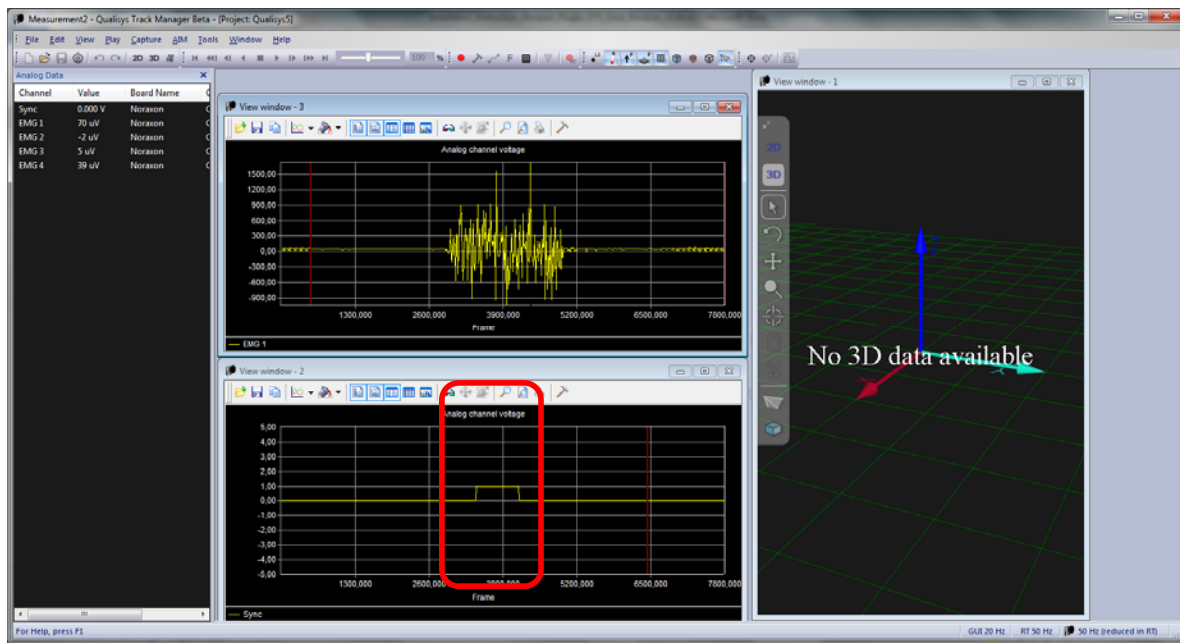 Measurement2 - Qualisys Track Manager Beta - [Project: Qualisys5]
File Edit View Play Capture AIM Tools Window Help
2D 3D 100 % F
Analog Data
Channel Value Board Name
Sync 0.000 V Noraxon
EMG 1 70 uV Noraxon
EMG 2 -2 uV Noraxon
EMG 3 5 uV Noraxon
EMG 4 39 uV Noraxon
View window - 3
Analog channel voltage
1500,00
1200,00
900,00
600,00
300,00
0,00
-300,00
-600,00
-900,00
1300,000 2600,000 3900,000 5200,000 6500,000 7800,000
Frame
EMG 1
View window - 2
Analog channel voltage
5,00
4,00
3,00
2,00
1,00
0,00
-1,00
-2,00
-3,00
-4,00
-5,00
1300,000 2600,000 3900,000 5200,000 6500,000 7800,000
Frame
Sync
View window - 1
2D
3D
No 3D data available
For Help, press F1
GUI 20 Hz RT 50 Hz 50 Hz (reduced in RT)